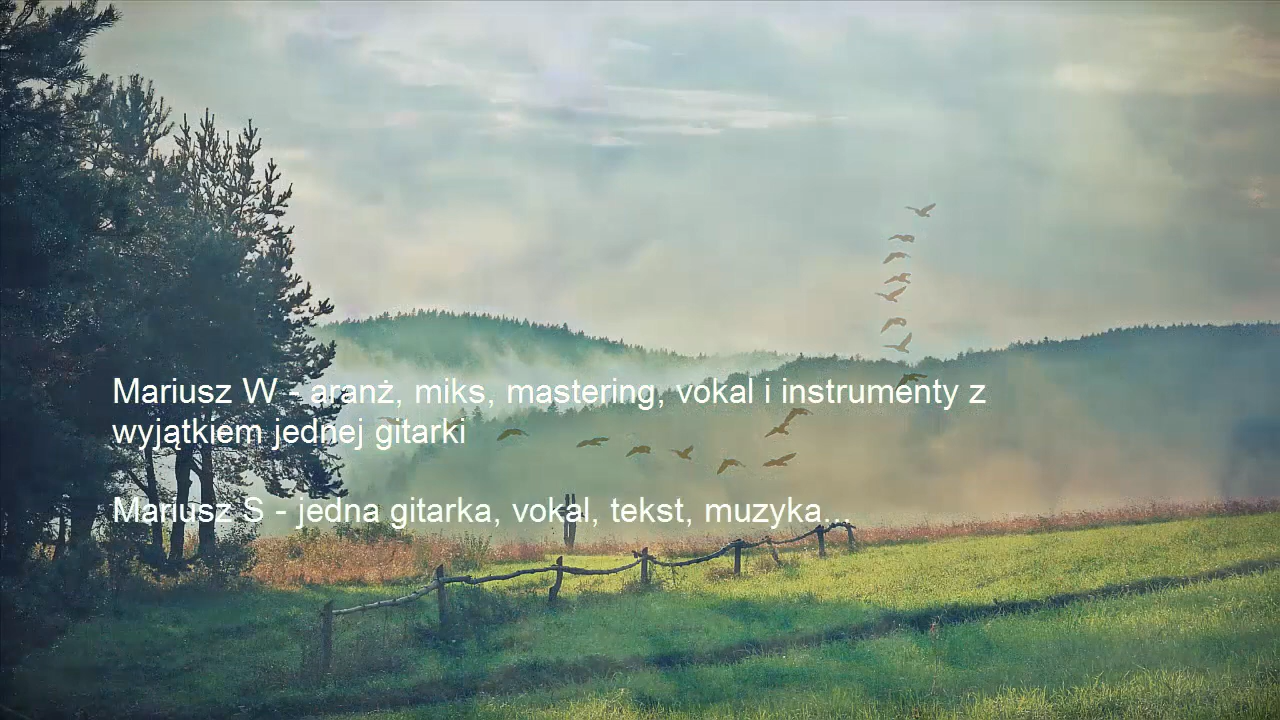 Mariusz W - aranż, miks, mastering, vokal i instrumenty z
wyjątkiem jednej gitarki
Mariusz S - jedna gitarka, vokal, tekst, muzyka...